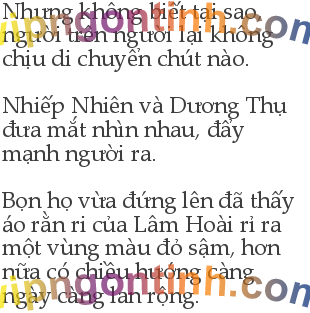 Nhưng không biết tại sao,
người trên người lại không
chịu di chuyển chút nào.
Nhiếp Nhiên và Dương Thụ
đưa mắt nhìn nhau, đẩy
mạnh người ra.
Bọn họ vừa đứng lên đã thấy
áo rằn ri của Lâm Hoài rỉ ra
một vùng màu đỏ sậm, hơn
nữa có chiều hướng càng
ngày càng lan rộng.
vipngontinh.com
vipngontinh.com